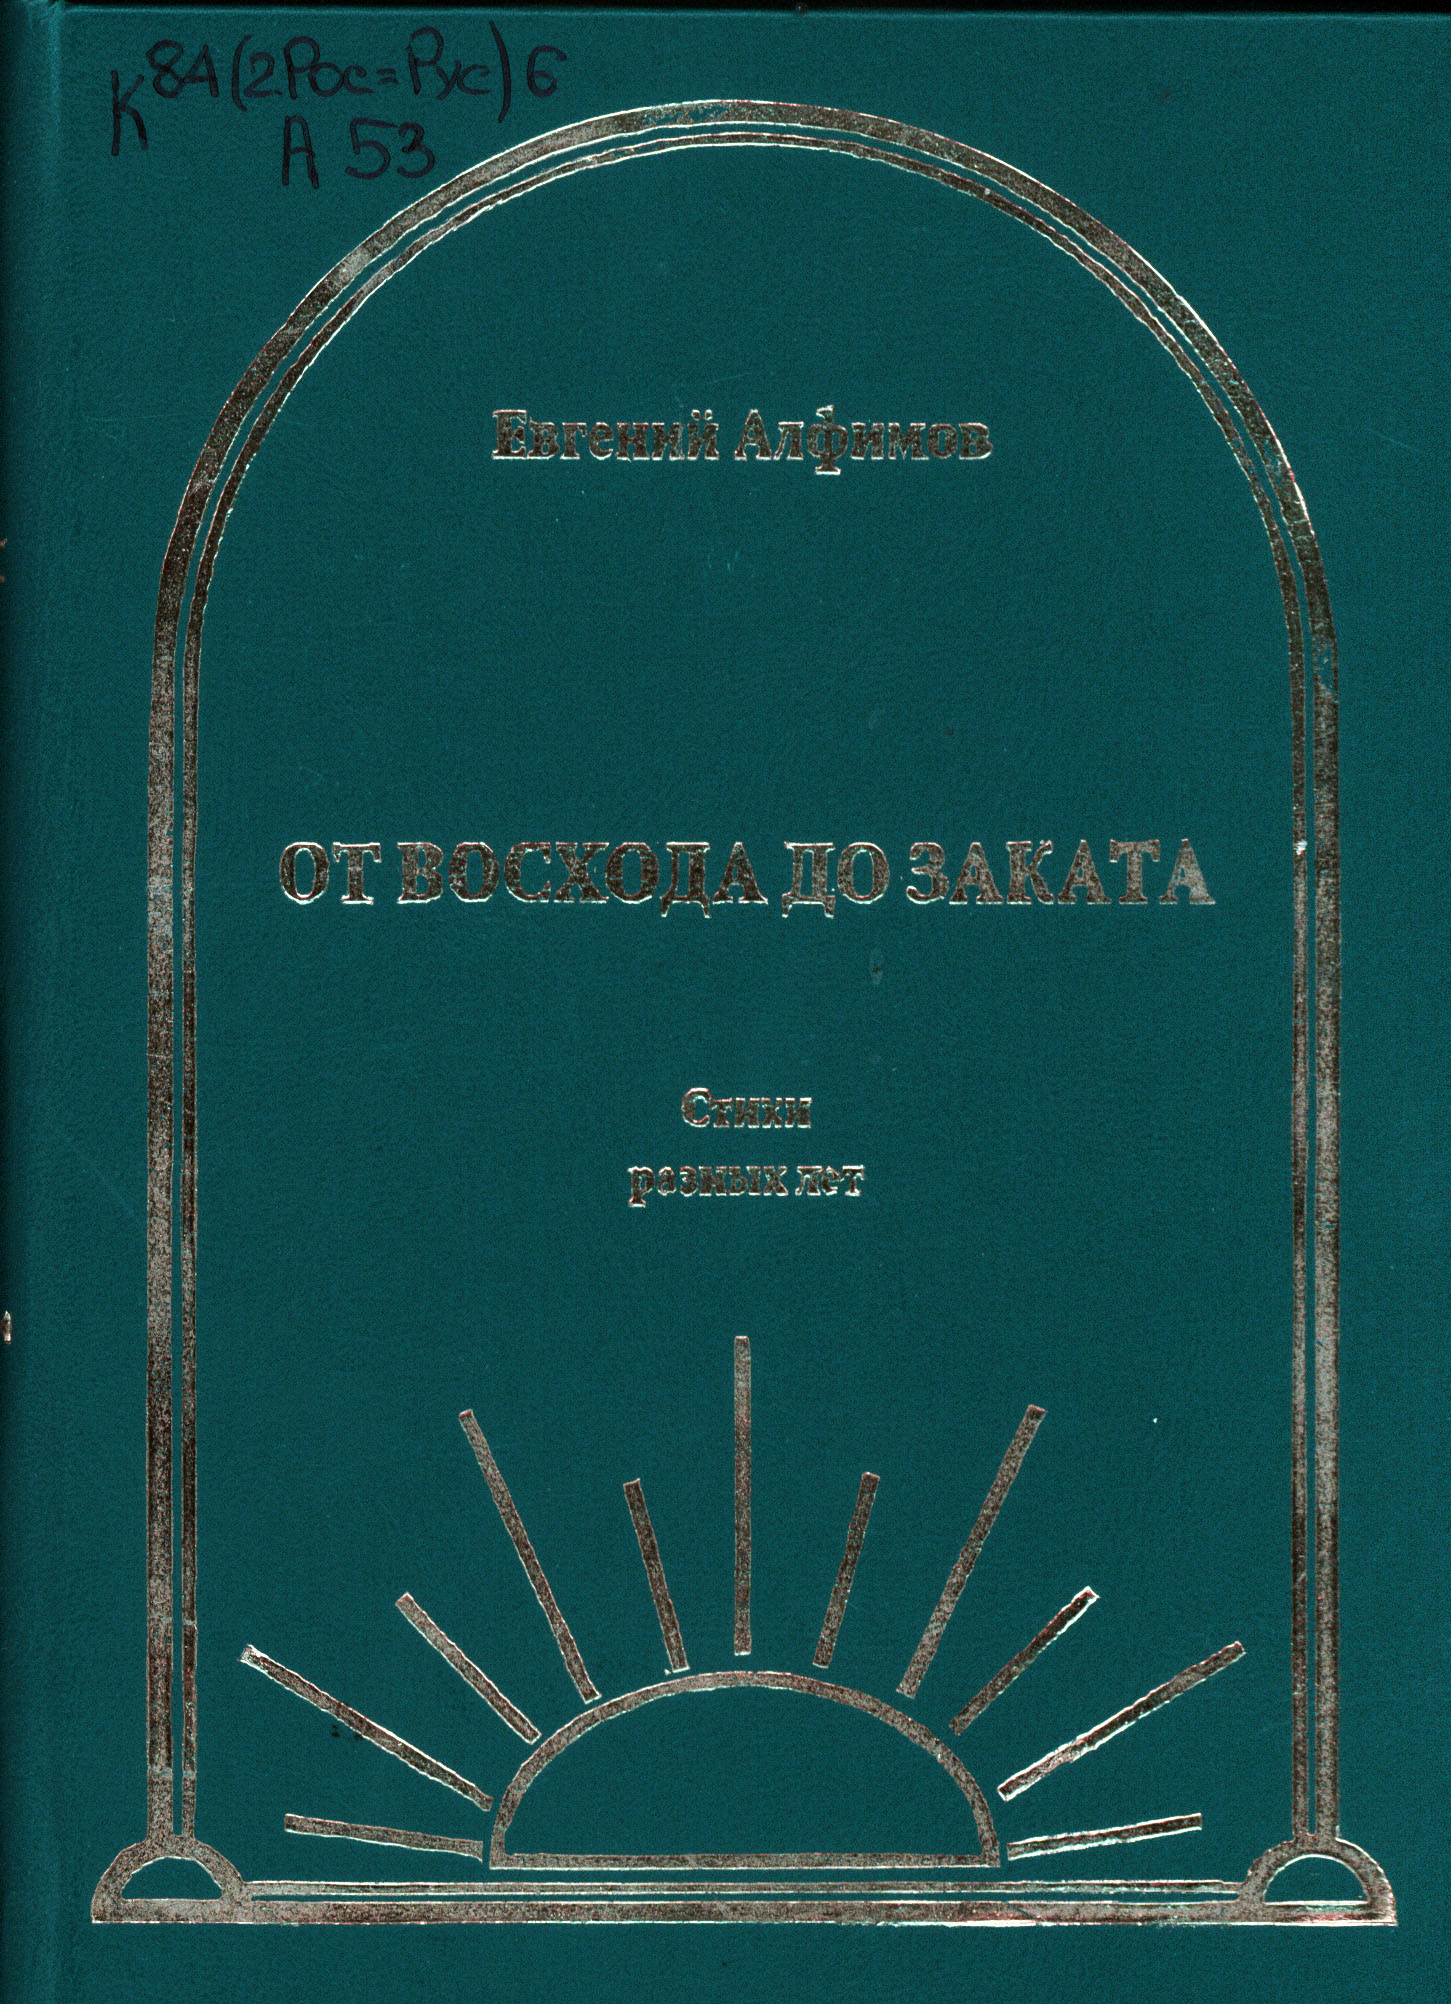 К 84(2Рос=Рус)6
А 53
Евгений Алфимов
ОТ ВОСХОДА ДО ЗАКАТА
Стихи
разных лет